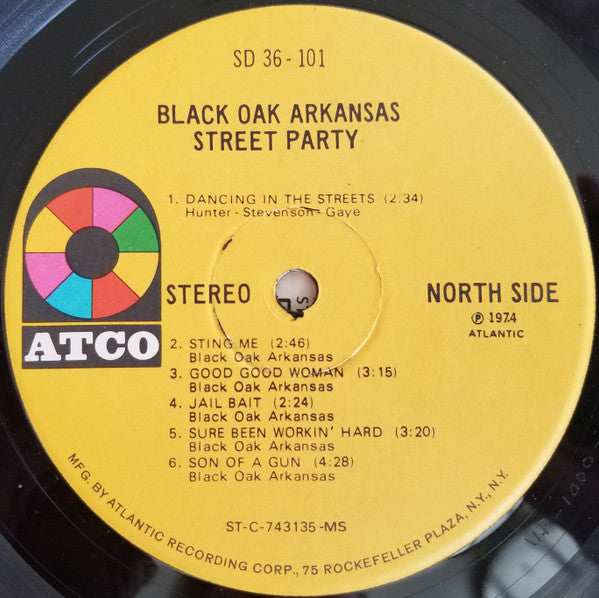 SD 36-101
BLACK OAK ARKANSAS
STREET PARTY
1. DANCING IN THE STREETS (2:34)
Hunter-Stevenson-Gaye
STEREO
NORTH SIDE
℗ 1974
ATLANTIC
ATCO
2. STING ME (2:46)
Black Oak Arkansas
3. GOOD GOOD WOMAN (3:15)
Black Oak Arkansas
4. JAIL BAIT (2:24)
Black Oak Arkansas
5. SURE BEEN WORKIN' HARD (3:20)
Black Oak Arkansas
6. SON OF A GUN (4:28)
Black Oak Arkansas
ST-C-743135-MS
MFG. BY ATLANTIC RECORDING CORP., 75 ROCKEFELLER PLAZA, N.Y., N.Y.